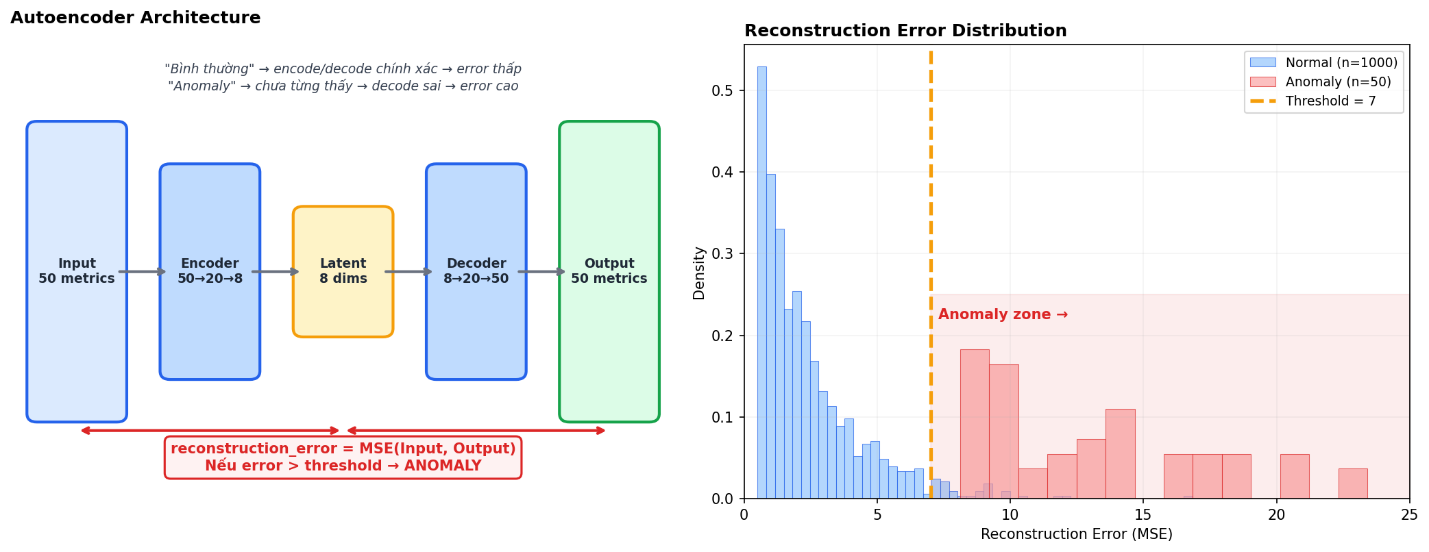 Autoencoder Architecture
"Bình thường" → encode/decode chính xác → error thấp
"Anomaly" → chưa từng thấy → decode sai → error cao
Input
50 metrics
Encoder
50→20→8
Latent
8 dims
Decoder
8→20→50
Output
50 metrics
reconstruction_error = MSE(Input, Output)
Nếu error > threshold → ANOMALY
Reconstruction Error Distribution
Normal (n=1000)
Anomaly (n=50)
Threshold = 7
Anomaly zone →
Density
0.5
0.4
0.3
0.2
0.1
0.0
0
5
10
15
20
25
Reconstruction Error (MSE)